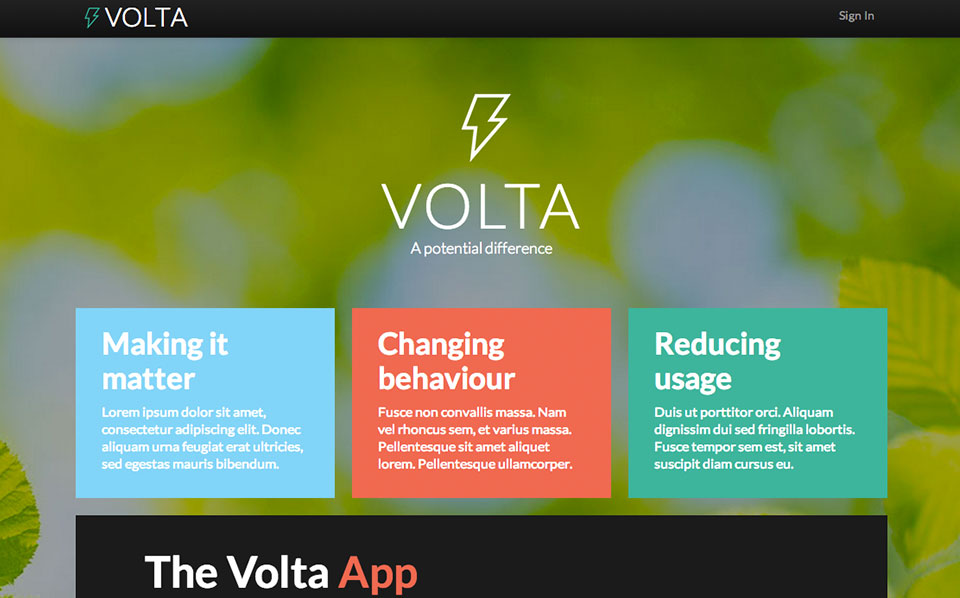 VOLTA
Sign In
VOLTA
A potential difference
Making it
matter
Lorem ipsum dolor sit amet,
consectetur adipiscing elit. Donec
aliquam urna feugiat erat ultricies,
sed egestas mauris bibendum.
Changing
behaviour
Fusce non convallis massa. Nam
vel rhoncus sem, et varius massa.
Pellentesque sit amet aliquet
lorem. Pellentesque ullamcorper.
Reducing
usage
Duis ut porttitor orci. Aliquam
dignissim dui sed fringilla lobortis.
Fusce tempor sem est, sit amet
suscipit diam cursus eu.
The Volta App